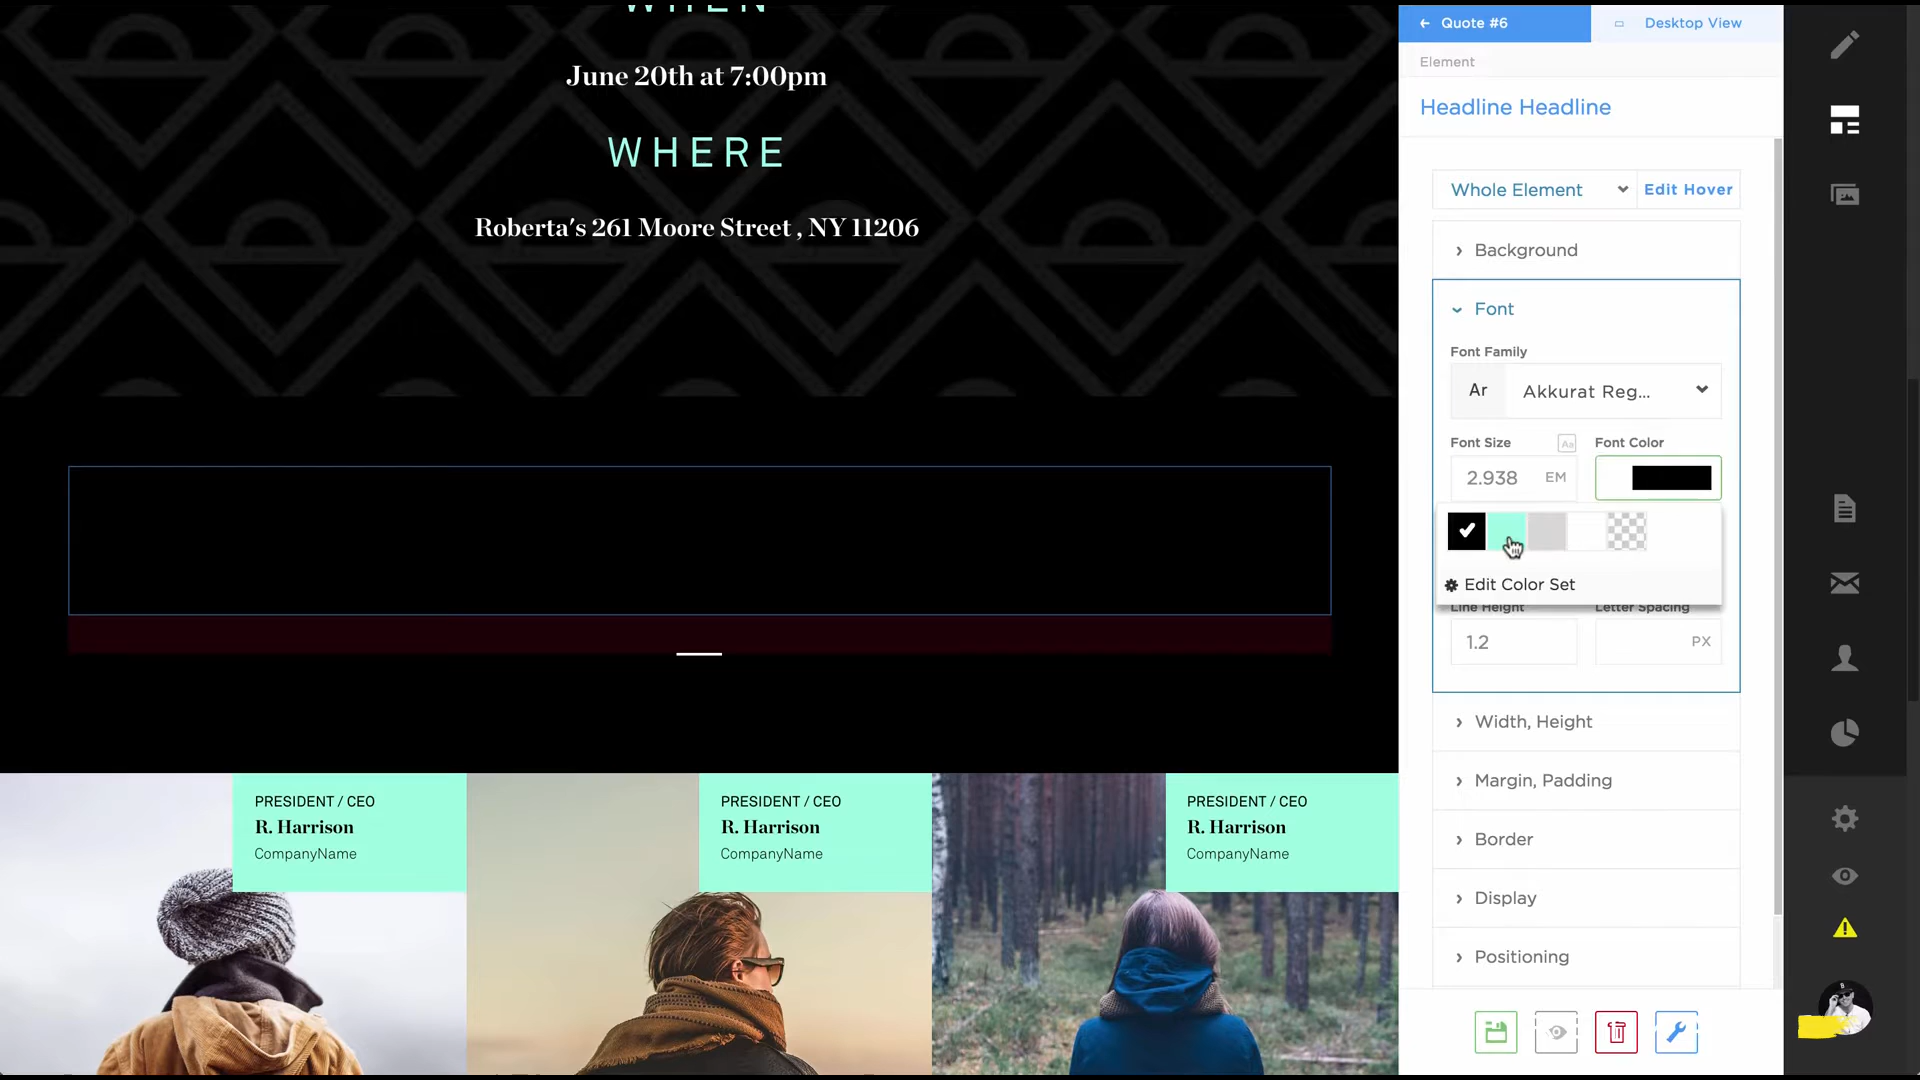 WHEN
June 20th at 7:00pm
WHERE
Roberta's 261 Moore Street , NY 11206
PRESIDENT / CEO
R. Harrison
CompanyName
PRESIDENT / CEO
R. Harrison
CompanyName
PRESIDENT / CEO
R. Harrison
CompanyName
Quote #6
Desktop View
Element
Headline Headline
Whole Element
Edit Hover
Background
Font
Font Family
Ar
Akkurat Reg...
Font Size
Aa
Font Color
2.938 EM
Edit Color Set
Line Height
Letter Spacing
1.2
PX
Width, Height
Margin, Padding
Border
Display
Positioning